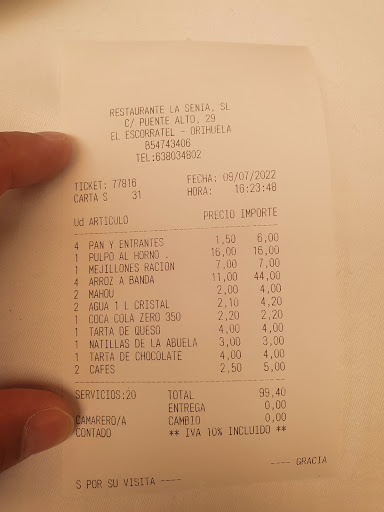 RESTAURANTE LA SENIA, SL
C/ PUENTE ALTO, 29
EL ESCORRATEL - ORIHUELA
B54743406
TEL:638034802
TICKET: 77816 FECHA: 09/07/2022
CARTA S 31 HORA: 16:23:48
Ud ARTICULO PRECIO IMPORTE
4 PAN Y ENTRANTES 1,50 6,00
1 PULPO AL HORNO . 16,00 16,00
1 MEJILLONES RACION 7,00 7,00
4 ARROZ A BANDA 11,00 44,00
2 MAHOU 2,00 4,00
2 AGUA 1 L CRISTAL 2,10 4,20
1 COCA COLA ZERO 350 2,20 2,20
1 TARTA DE QUESO 4,00 4,00
1 NATILLAS DE LA ABUELA 3,00 3,00
1 TARTA DE CHOCOLATE 4,00 4,00
2 CAFES 2,50 5,00
SERVICIOS:20 TOTAL 99,40
ENTREGA 0,00
CAMARERO/A CAMBIO 0,00
CONTADO ** IVA 10% INCLUIDO **
---- GRACIA
S POR SU VISITA ----